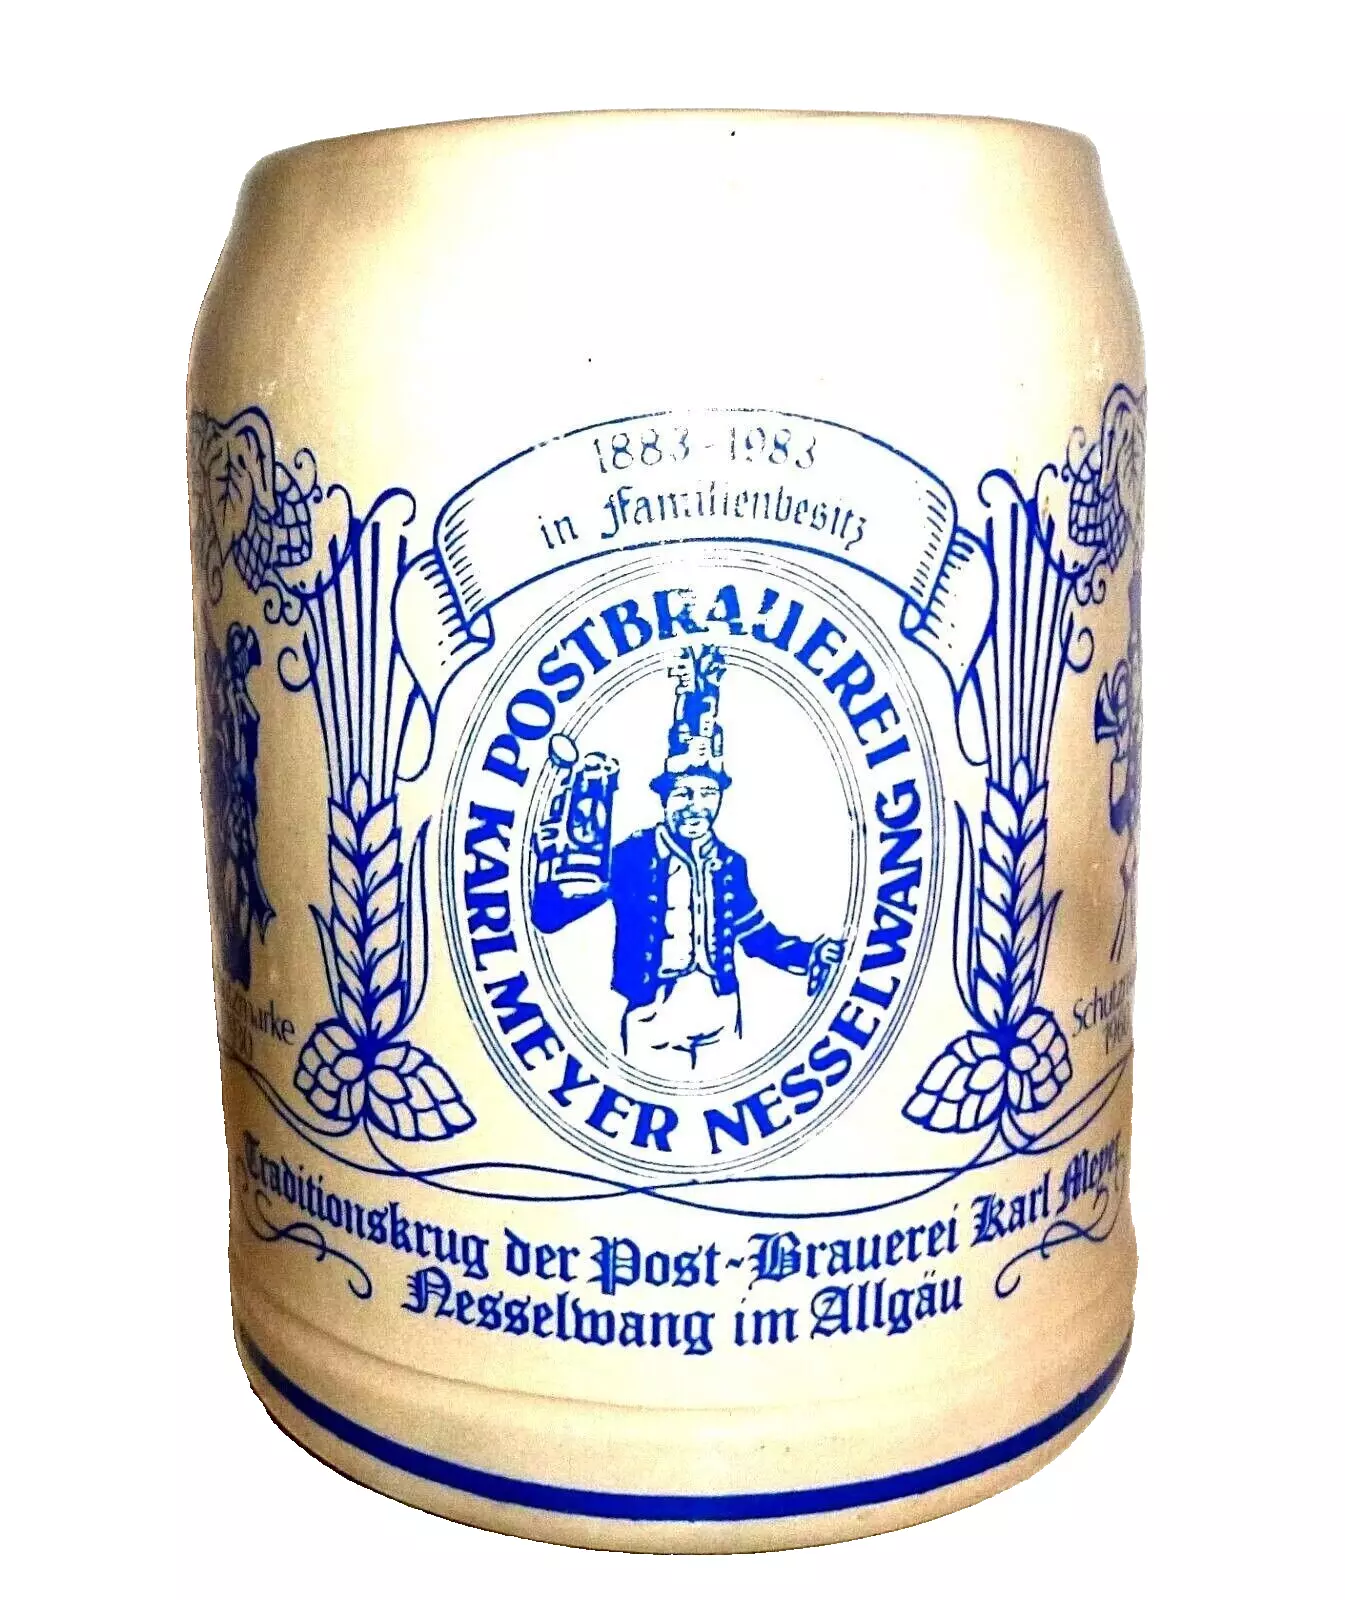 1883-1983
in Familienbesitz
POSTBRAUEREI
KARL MEYER NESSELWANG
Traditionskrug der Post-Brauerei Karl Meyer
Nesselwang im Allgäu